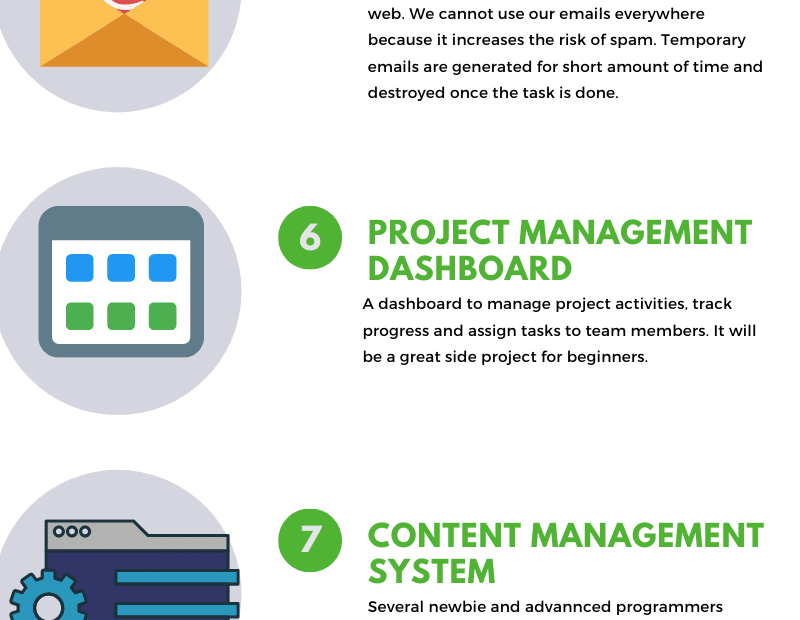 web. We cannot use our emails everywhere
because it increases the risk of spam. Temporary
emails are generated for short amount of time and
destroyed once the task is done.
6
PROJECT MANAGEMENT
DASHBOARD
A dashboard to manage project activities, track
progress and assign tasks to team members. It will
be a great side project for beginners.
7
CONTENT MANAGEMENT
SYSTEM
Several newbie and advannced programmers